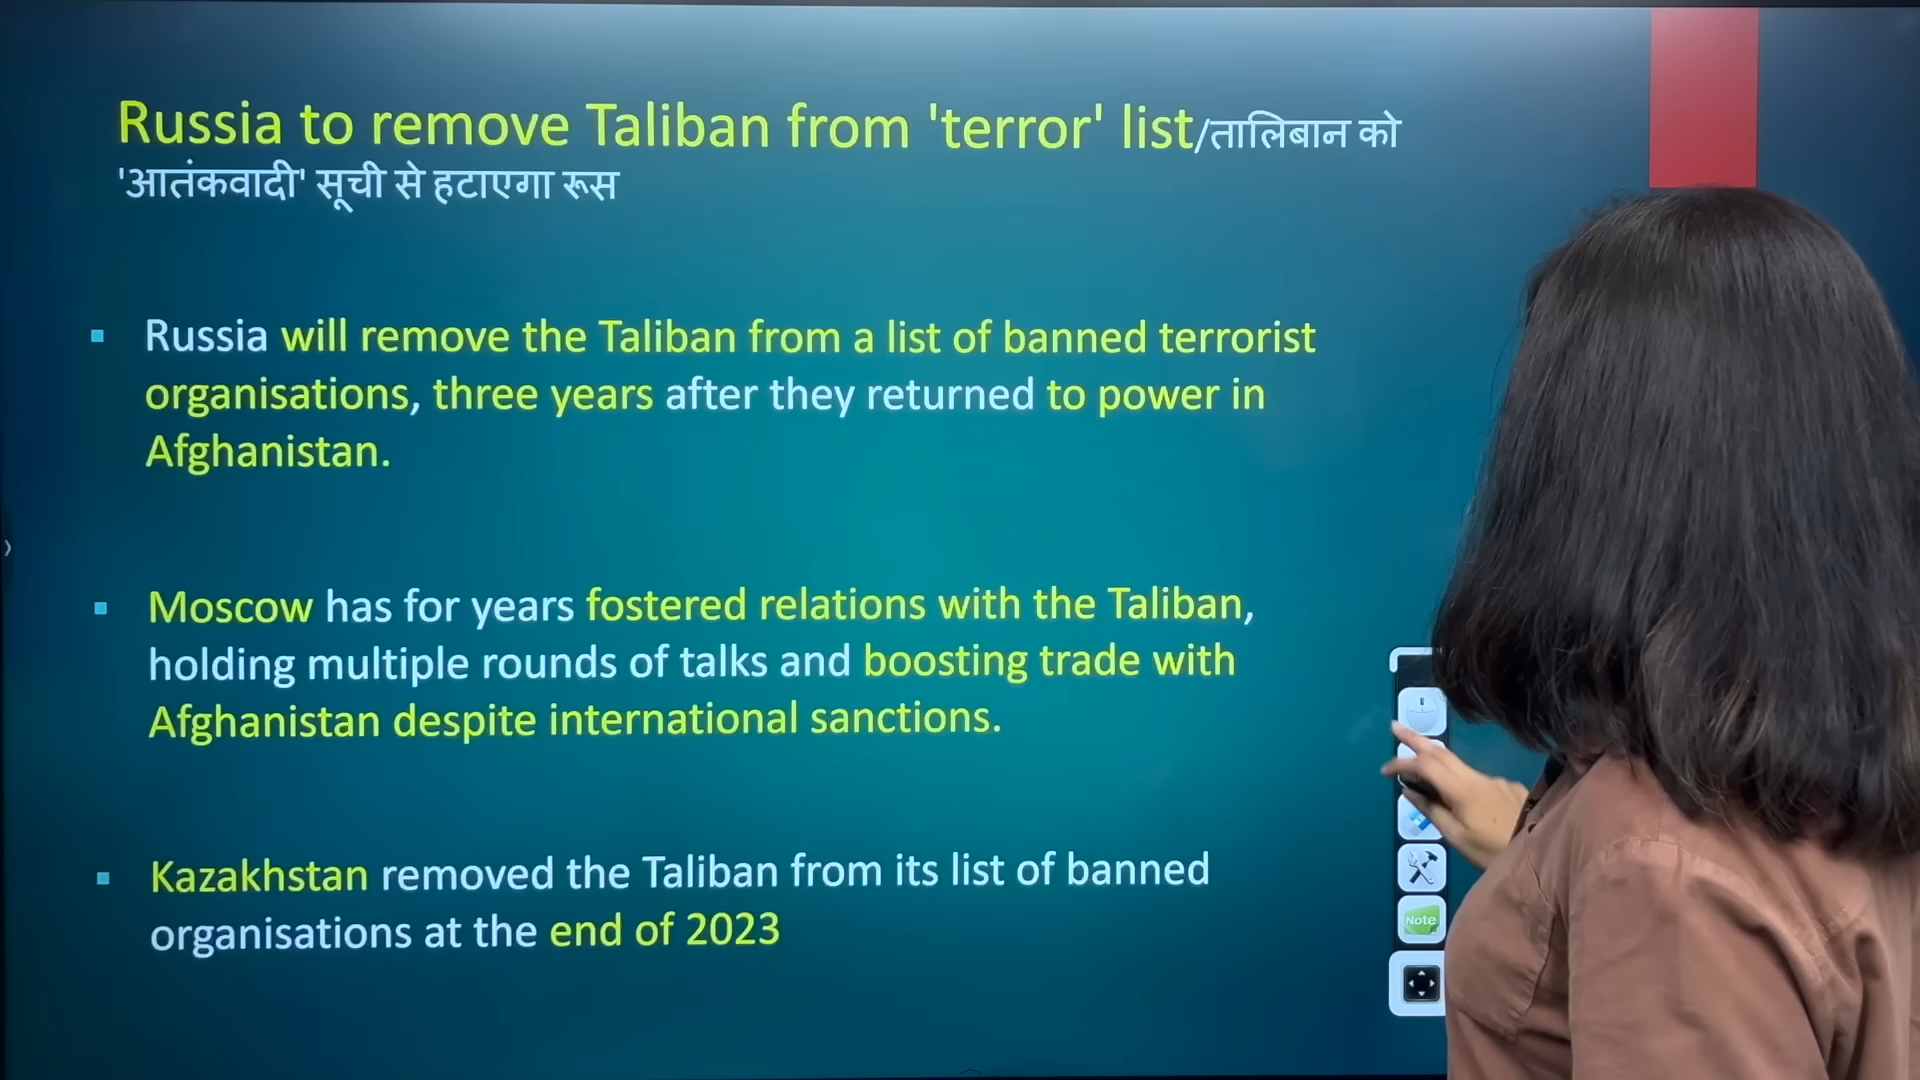 Russia to remove Taliban from 'terror' list/तालिबान को
'आतंकवादी' सूची से हटाएगा रूस
Russia will remove the Taliban from a list of banned terrorist
organisations, three years after they returned to power in
Afghanistan.
Moscow has for years fostered relations with the Taliban,
holding multiple rounds of talks and boosting trade with
Afghanistan despite international sanctions.
Kazakhstan removed the Taliban from its list of banned
organisations at the end of 2023
Note